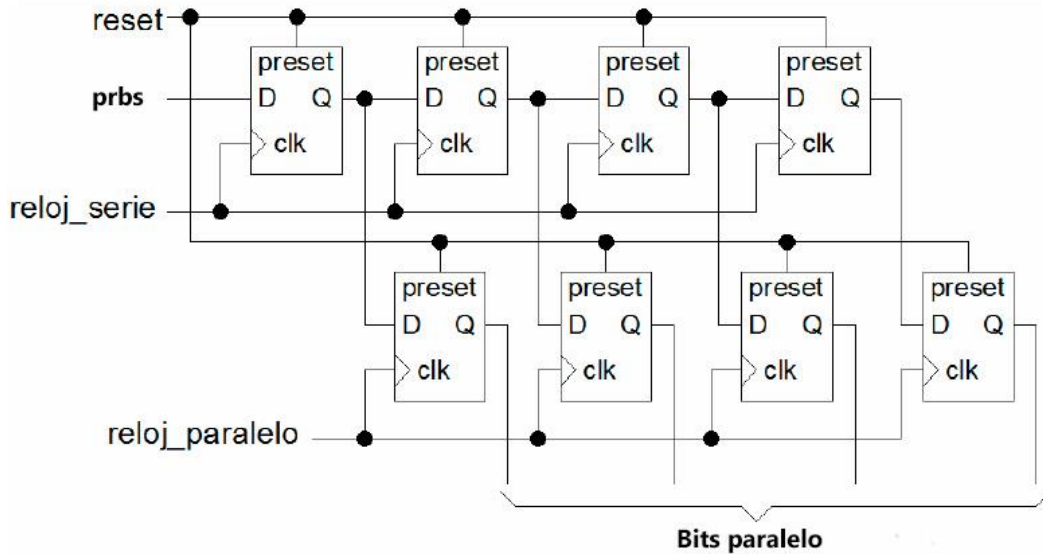 reset
preset preset preset preset
prbs
D Q D Q D Q D Q
clk clk clk clk
reloj_serie
preset preset preset preset
D Q D Q D Q D Q
clk clk clk clk
reloj_paralelo
Bits paralelo